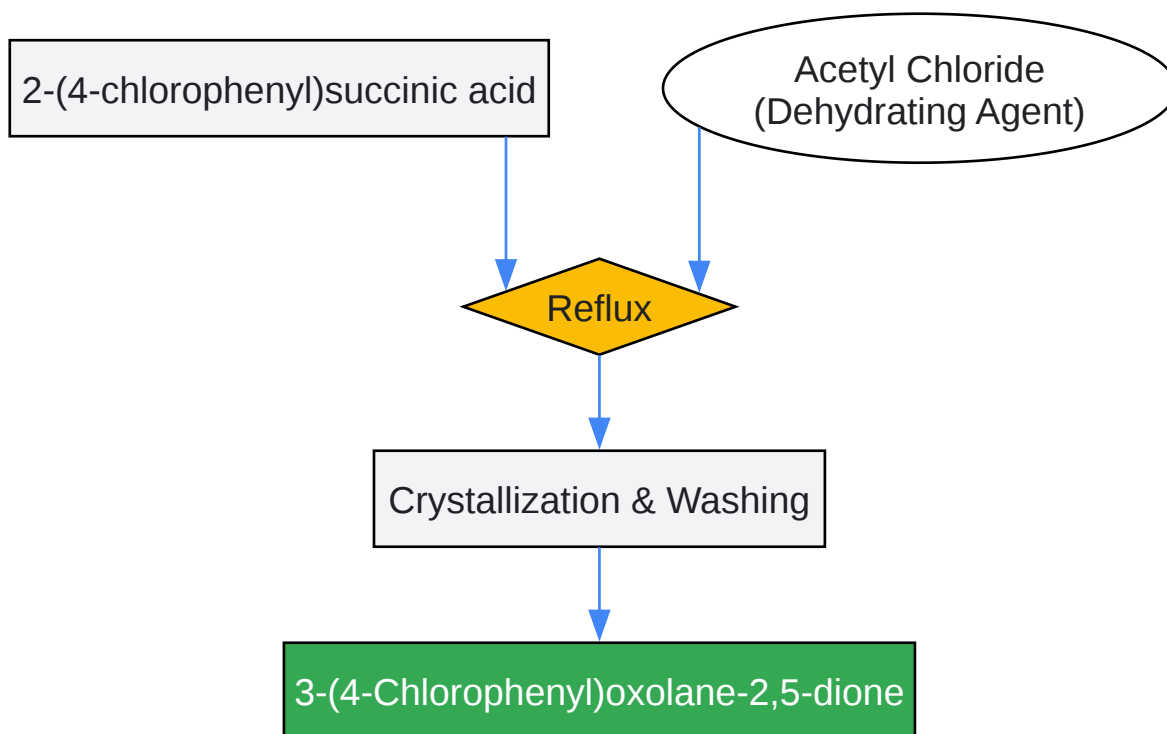 2-(4-chlorophenyl)succinic acid
Acetyl Chloride
(Dehydrating Agent)
Reflux
Crystallization & Washing
3-(4-Chlorophenyl)oxolane-2,5-dione